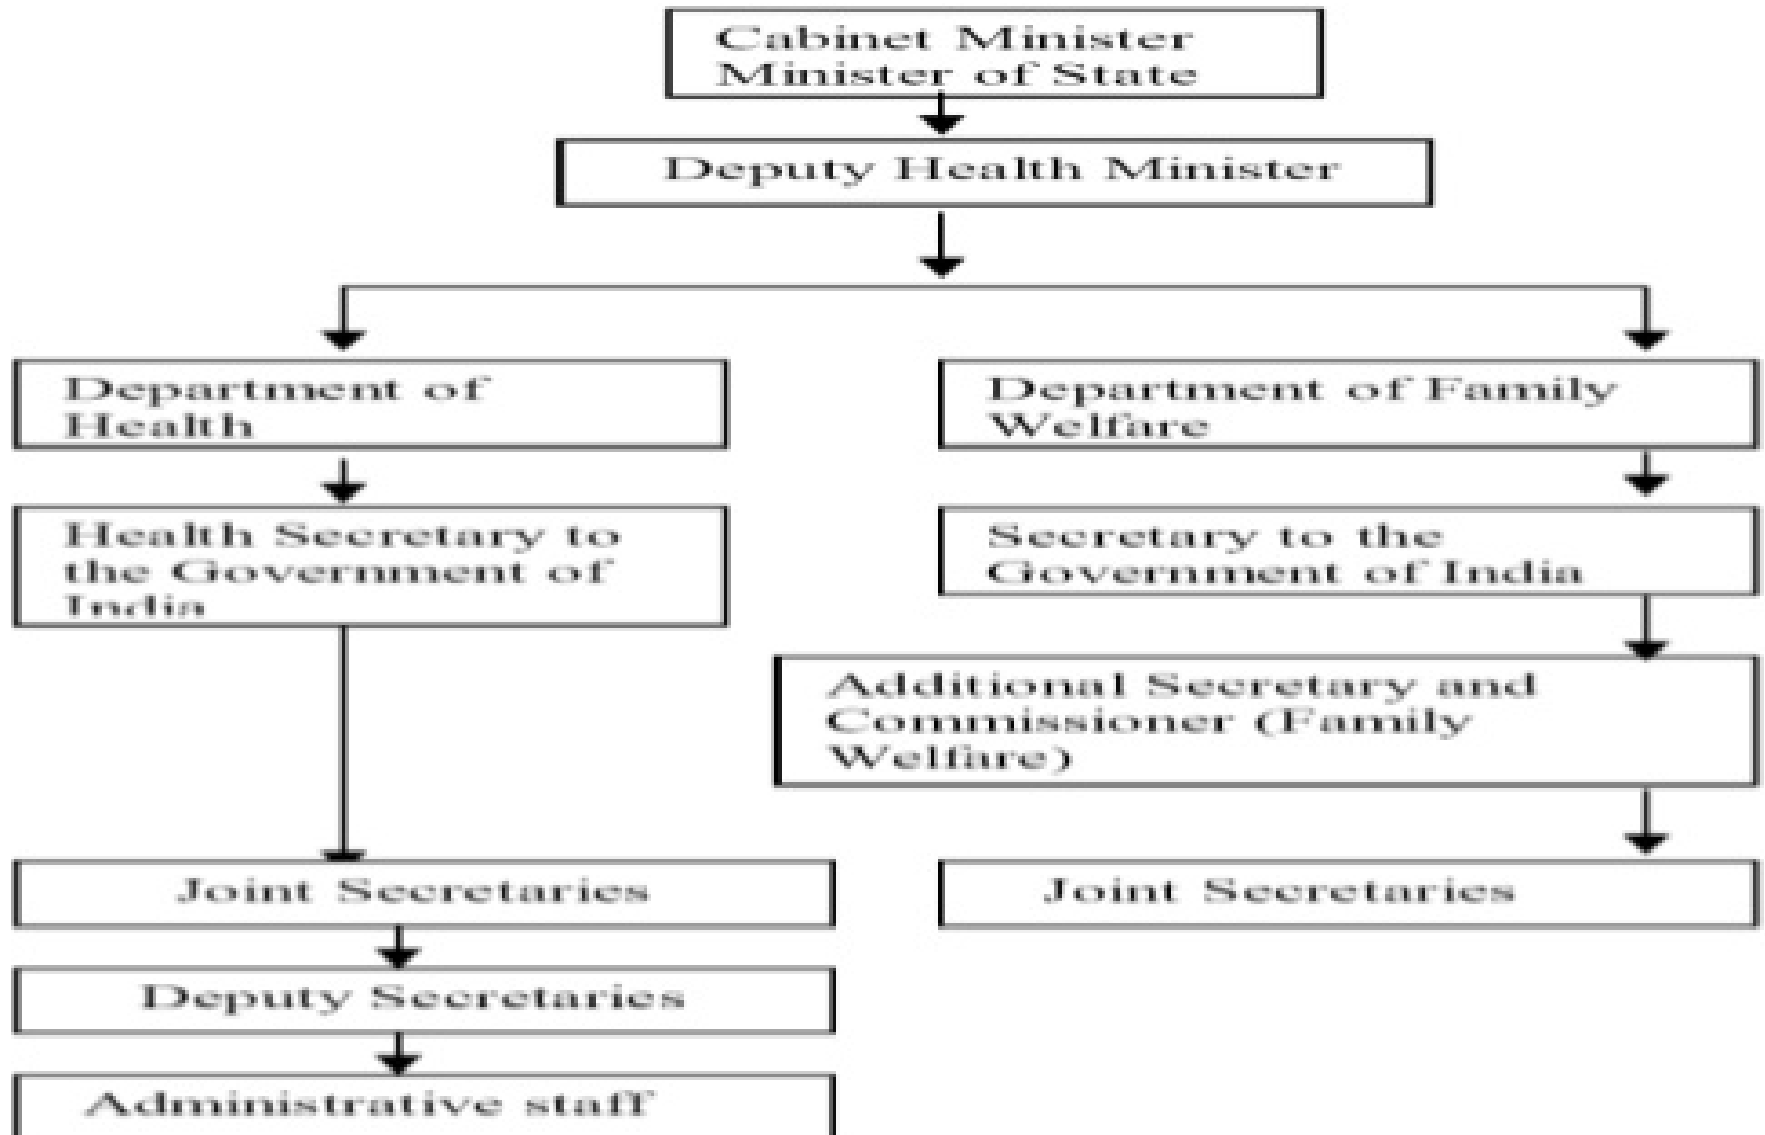 Cabinet Minister
Minister of State
Deputy Health Minister
Department of
Health
Department of Family
Welfare
Health Secretary to
the Government of
India
Secretary to the
Government of India
Additional Secretary and
Commissioner (Family
Welfare)
Joint Secretaries
Joint Secretaries
Deputy Secretaries
Administrative staff